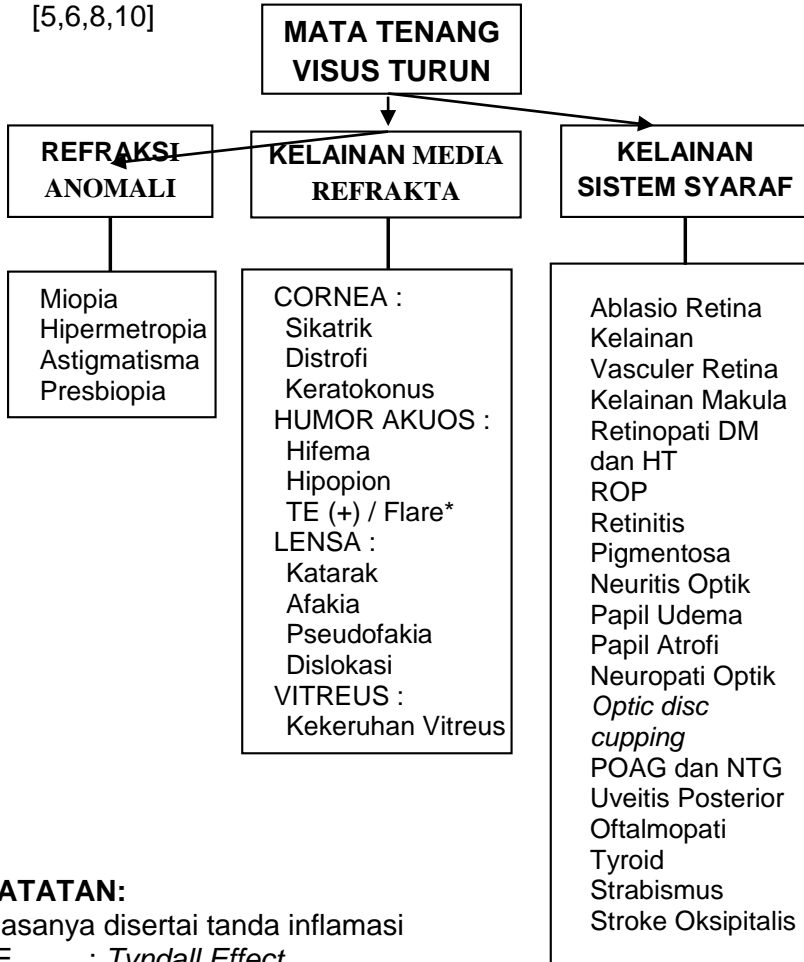 [5,6,8,10]
MATA TENANG
VISUS TURUN
REFRAKSI
ANOMALI
KELAINAN MEDIA
REFRAKTA
KELAINAN
SISTEM SYARAF
Miopia
Hipermetropia
Astigmatisma
Presbiopia
CORNEA :
Sikatrik
Distrofi
Keratokonus
HUMOR AKUOS :
Hifema
Hipopion
TE (+) / Flare*
LENSA :
Katarak
Afakia
Pseudofakia
Dislokasi
VITREUS :
Kekeruhan Vitreus
Ablasio Retina
Kelainan
Vasculer Retina
Kelainan Makula
Retinopati DM
dan HT
ROP
Retinitis
Pigmentosa
Neuritis Optik
Papil Udema
Papil Atrofi
Neuropati Optik
Optic disc
cupping
POAG dan NTG
Uveitis Posterior
Oftalmopati
Tyroid
Strabismus
Stroke Oksipitalis
ATATAN:
asanya disertai tanda inflamasi
: Tyndall Effect